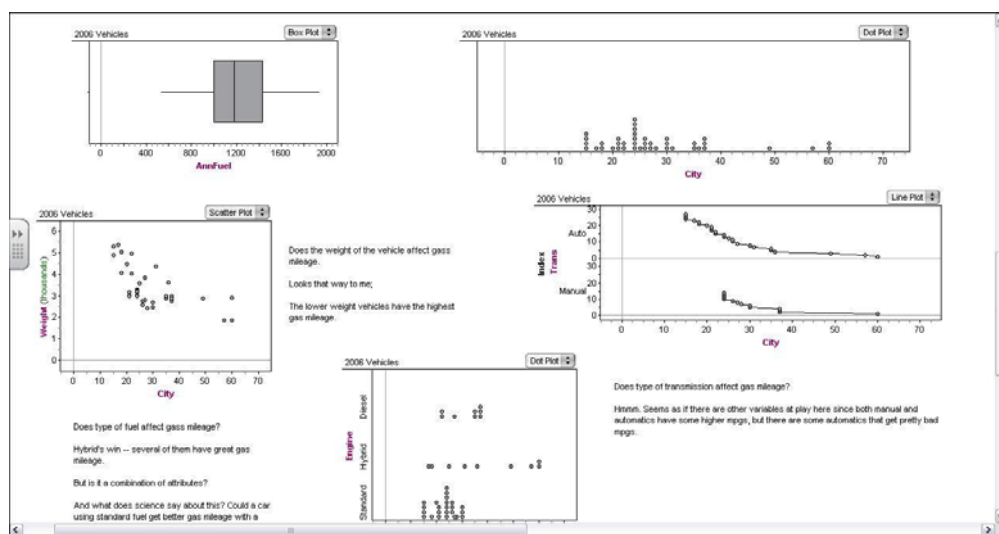 2006 Vehicles
Box Plot
0 400 800 1200 1600 2000
AnnFuel
2006 Vehicles
Dot Plot
0 10 20 30 40 50 60 70
City
2006 Vehicles
Scatter Plot
6
5
4
3
2
1
0
Weight (thousands)
0 10 20 30 40 50 60 70
City
Does the weight of the vehicle affect gass
mileage.
Looks that way to me;
The lower weight vehicles have the highest
gas mileage.
2006 Vehicles
Line Plot
Index
Trans
Auto
30
20
10
0
Manual
30
20
10
0
0 10 20 30 40 50 60 70
City
Does type of fuel affect gass mileage?
Hybrid's win -- several of them have great gas
mileage.
But is it a combination of attributes?
And what does science say about this? Could a car
using standard fuel get better gas mileage with a
2006 Vehicles
Dot Plot
Engine
Diesel
Hybrid
Standard
Does type of transmission affect gas mileage?
Hmmm. Seems as if there are other variables at play here since both manual and
automatics have some higher mpgs, but there are some automatics that get pretty bad
mpgs.